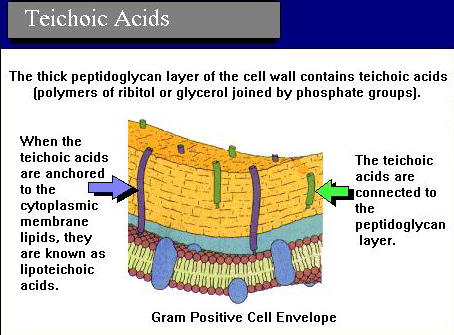 Teichoic Acids
The thick peptidoglycan layer of the cell wall contains teichoic acids
(polymers of ribitol or glycerol joined by phosphate groups).
When the
teichoic acids
are anchored
to the
cytoplasmic
membrane
lipids, they
are known as
lipoteichoic
acids.
The teichoic
acids are
connected to
the
peptidoglycan
layer.
Gram Positive Cell Envelope